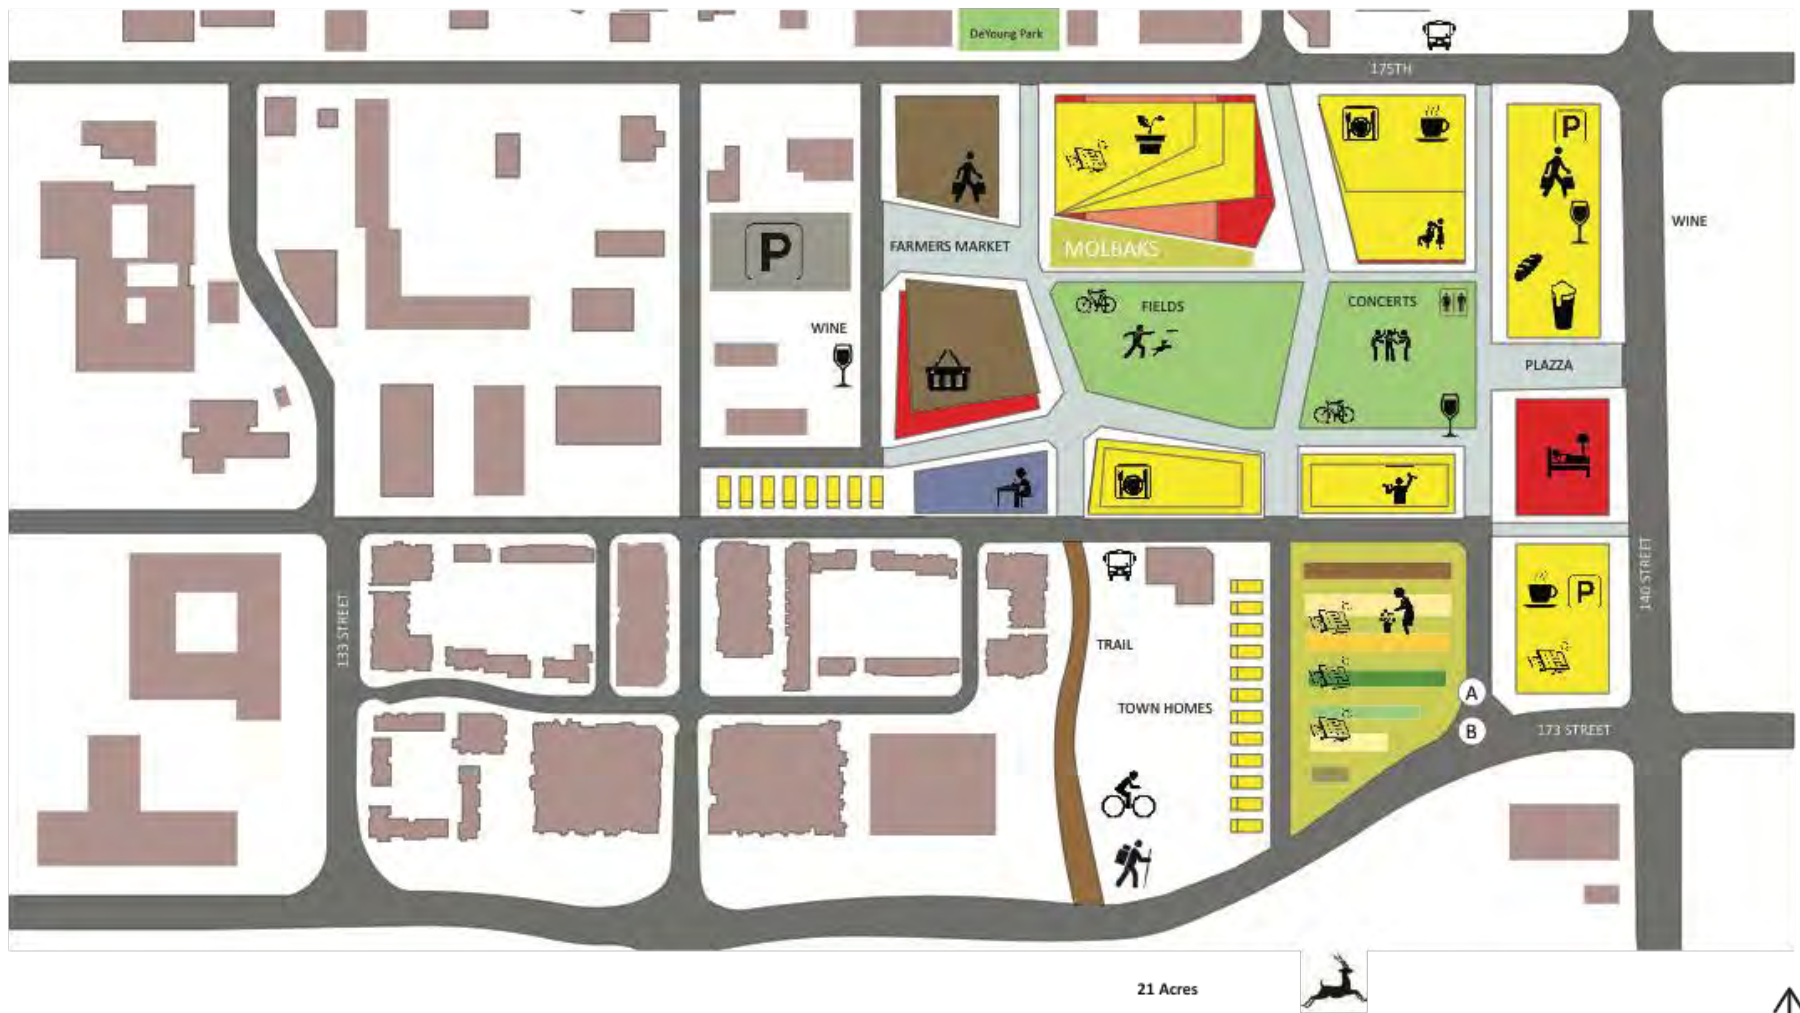 DeYoung Park
175TH
P
WINE
FARMERS MARKET
MOLBAKS
P
WINE
FIELDS
CONCERTS
PLAZZA
133 STREET
TRAIL
TOWN HOMES
P
140 STREET
A
B
173 STREET
21 Acres